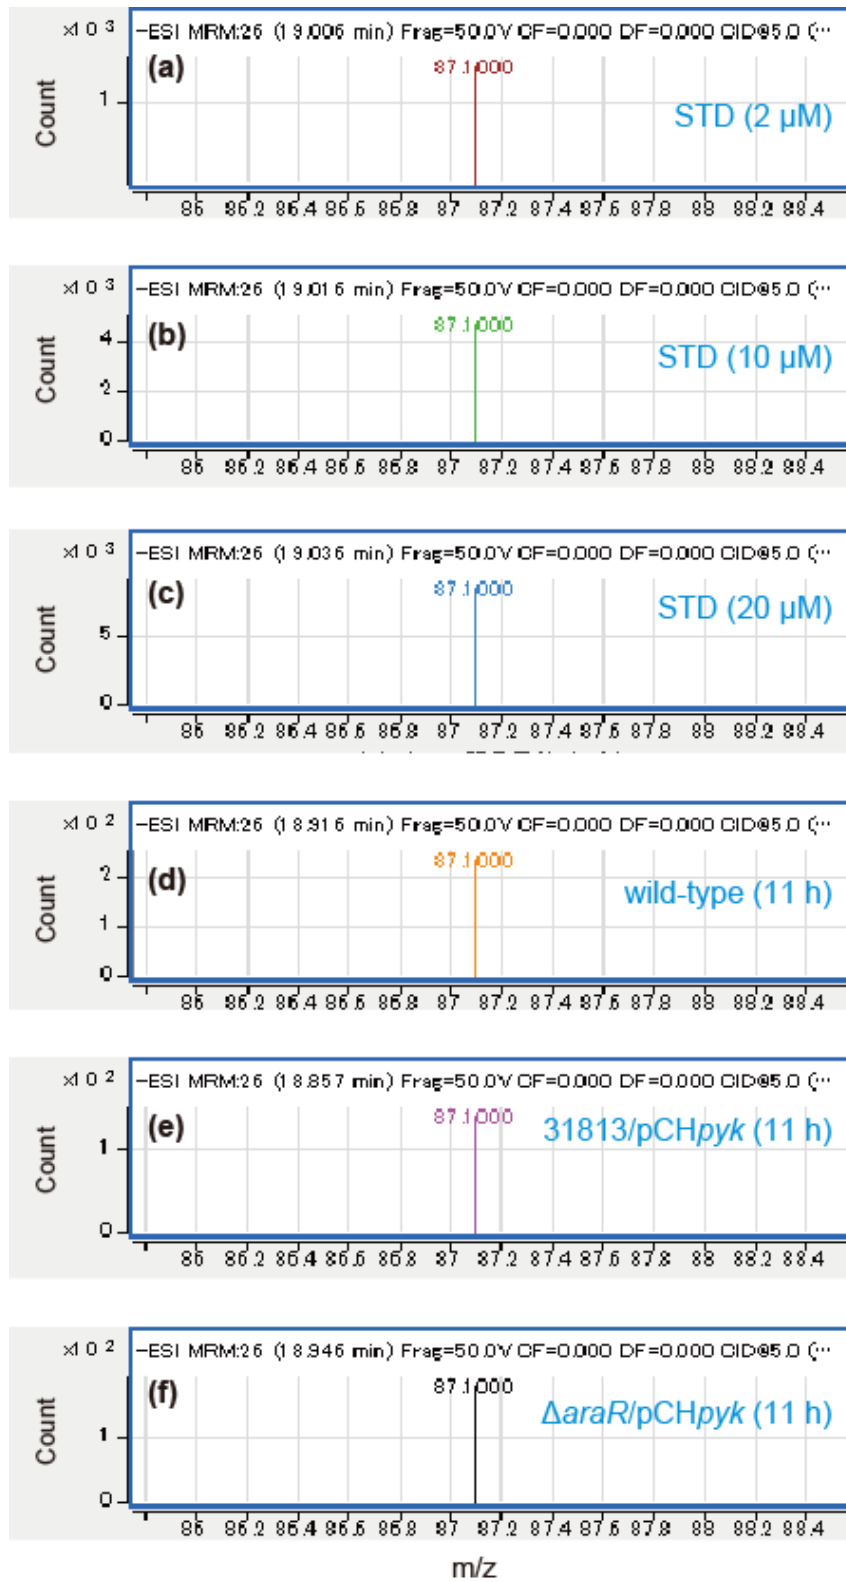 ×10 3 -ESI MRM:26 (19.006 min) Frag=50.0V CF=0.000 DF=0.000 CID@5.0 (···
(a)
87.1000
Count
1
STD (2 µM)
86 86.2 86.4 86.6 86.8 87 87.2 87.4 87.6 87.8 88 88.2 88.4
×10 3 -ESI MRM:26 (19.016 min) Frag=50.0V CF=0.000 DF=0.000 CID@5.0 (···
(b)
87.1000
Count
4
STD (10 µM)
2
0
86 86.2 86.4 86.6 86.8 87 87.2 87.4 87.6 87.8 88 88.2 88.4
×10 3 -ESI MRM:26 (19.036 min) Frag=50.0V CF=0.000 DF=0.000 CID@5.0 (···
(c)
87.1000
Count
STD (20 µM)
5
0
86 86.2 86.4 86.6 86.8 87 87.2 87.4 87.6 87.8 88 88.2 88.4
×10 2 -ESI MRM:26 (18.916 min) Frag=50.0V CF=0.000 DF=0.000 CID@5.0 (···
(d)
87.1000
Count
2
wild-type (11 h)
1
0
86 86.2 86.4 86.6 86.8 87 87.2 87.4 87.6 87.8 88 88.2 88.4
×10 2 -ESI MRM:26 (18.857 min) Frag=50.0V CF=0.000 DF=0.000 CID@5.0 (···
(e)
87.1000
Count
31813/pCHpyk (11 h)
1
0
86 86.2 86.4 86.6 86.8 87 87.2 87.4 87.6 87.8 88 88.2 88.4
×10 2 -ESI MRM:26 (18.946 min) Frag=50.0V CF=0.000 DF=0.000 CID@5.0 (···
(f)
87.1000
Count
ΔaraR/pCHpyk (11 h)
1
0
86 86.2 86.4 86.6 86.8 87 87.2 87.4 87.6 87.8 88 88.2 88.4
m/z